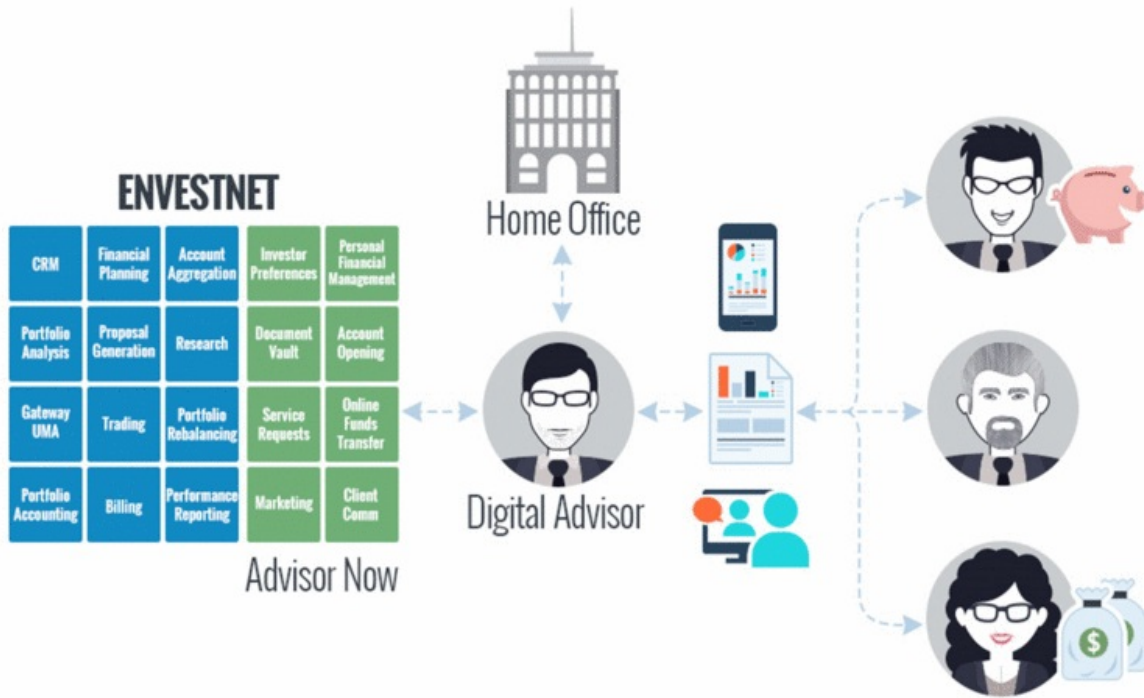 ENVESTNET
CRM
Financial
Planning
Account
Aggregation
Investor
Preferences
Personal
Financial
Management
Portfolio
Analysis
Proposal
Generation
Research
Document
Vault
Account
Opening
Gateway
UMA
Trading
Portfolio
Rebalancing
Service
Requests
Online
Funds
Transfer
Portfolio
Accounting
Billing
Performance
Reporting
Marketing
Client
Comm
Advisor Now
Home Office
Digital Advisor
$